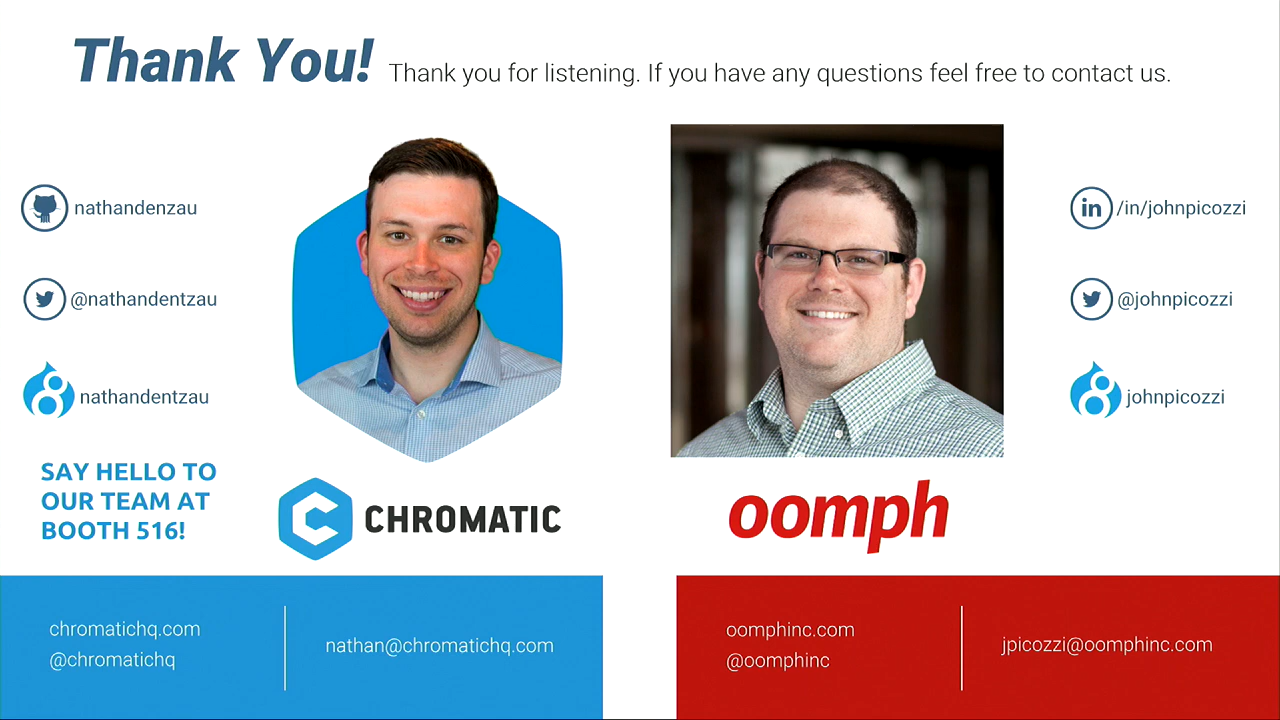 Thank You! Thank you for listening. If you have any questions feel free to contact us.
nathandenzau
@nathandentzau
nathandentzau
SAY HELLO TO
OUR TEAM AT
BOOTH 516!
CHROMATIC
chromatichq.com
@chromatichq
nathan@chromatichq.com
in /in/johnpicozzi
@johnpicozzi
johnpicozzi
oomph
oomphinc.com
@oomphinc
jpicozzi@oomphinc.com